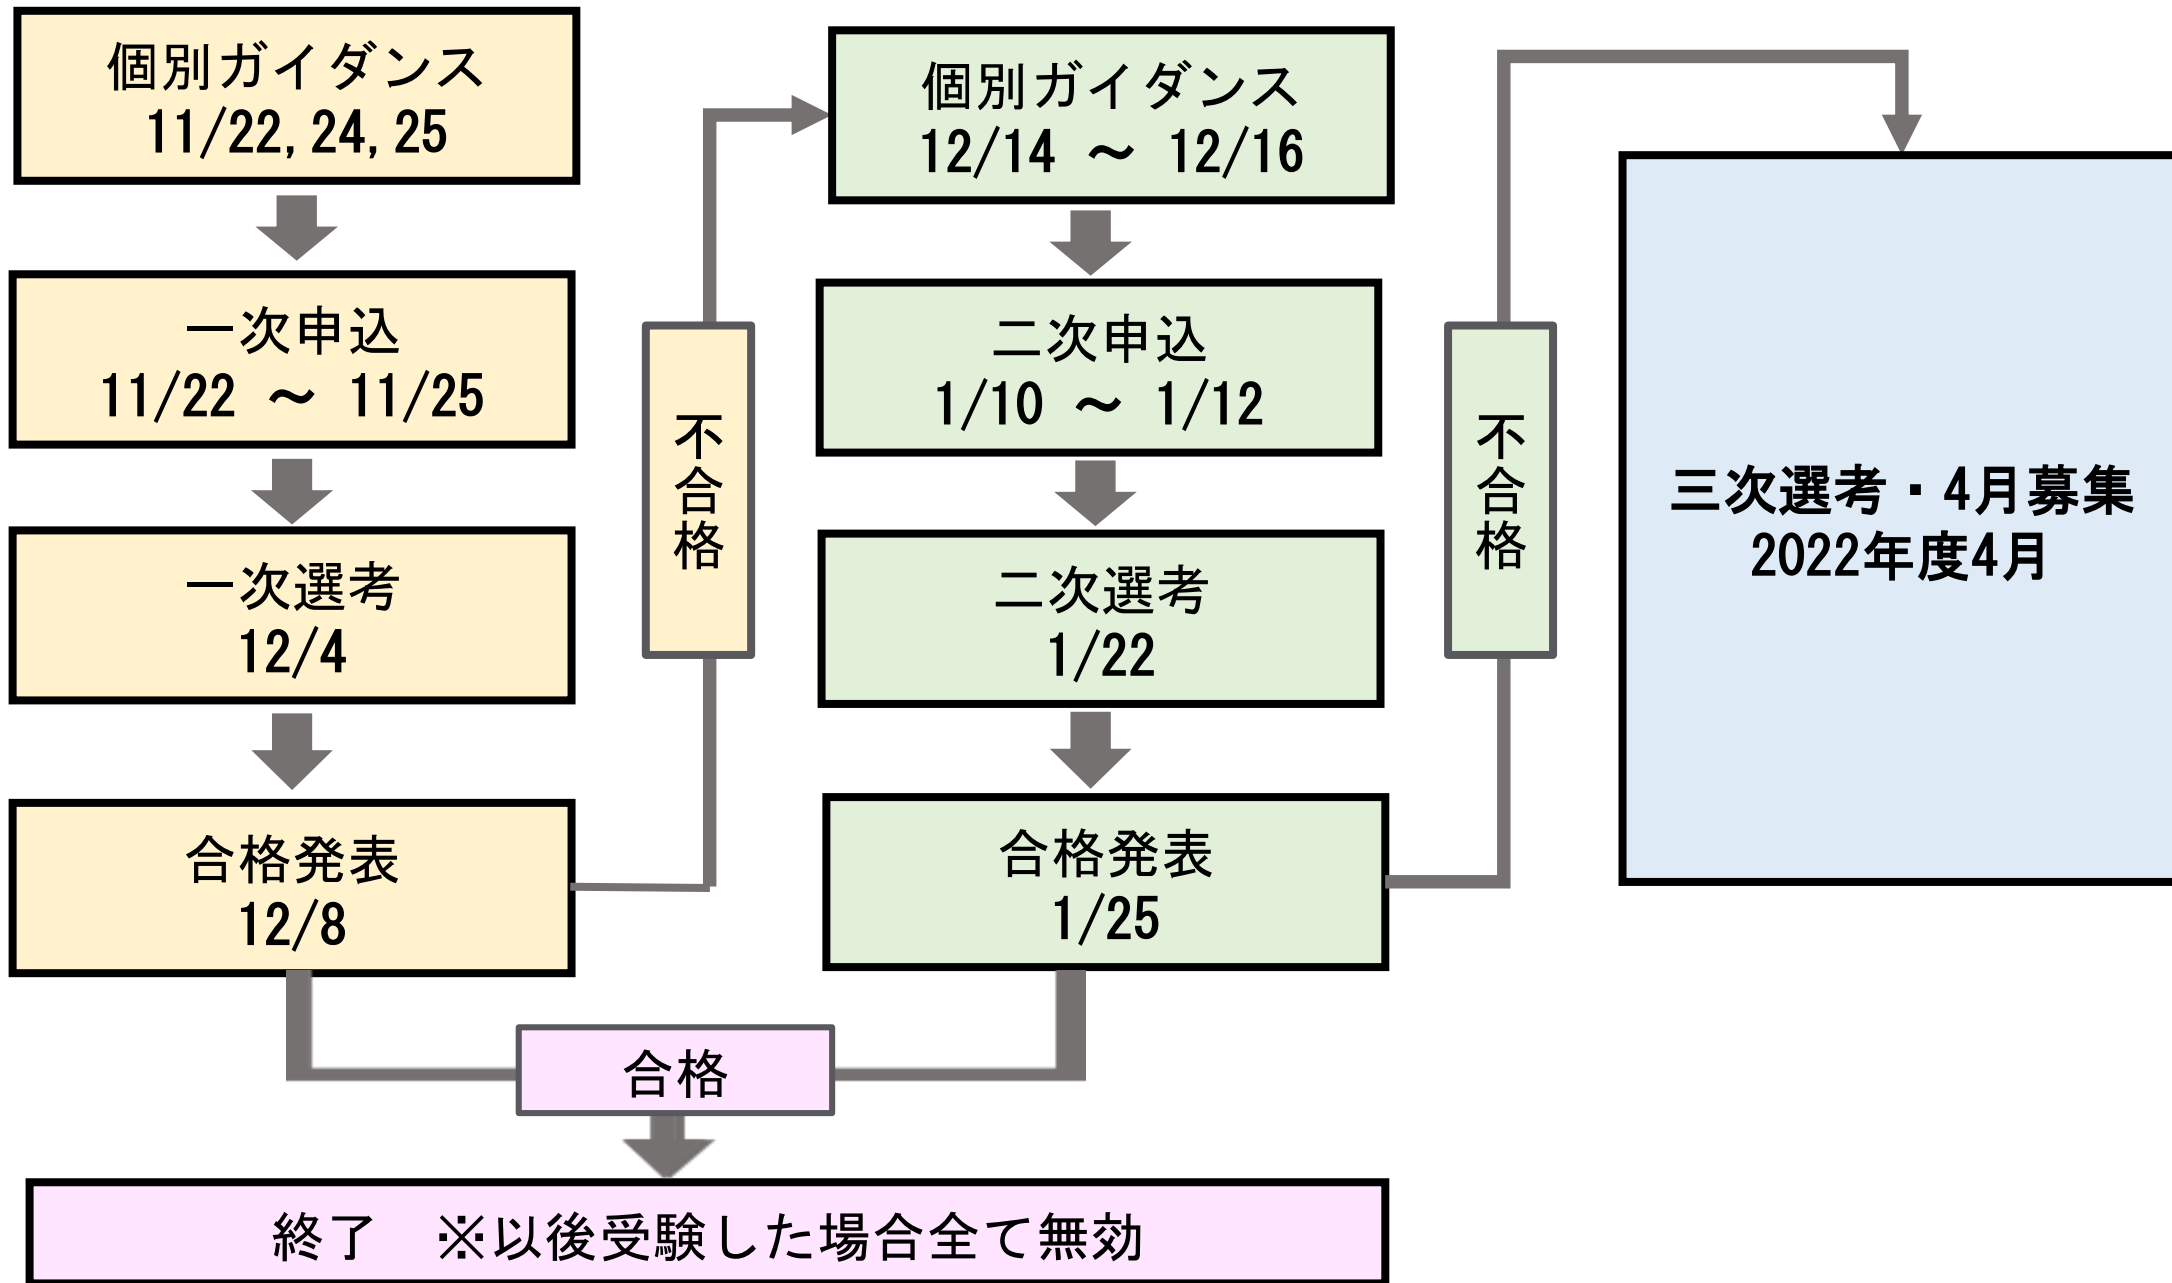 個別ガイダンス
11/22, 24, 25
一次申込
11/22 ～ 11/25
一次選考
12/4
合格発表
12/8
不合格
個別ガイダンス
12/14 ～ 12/16
二次申込
1/10 ～ 1/12
二次選考
1/22
合格発表
1/25
不合格
三次選考・4月募集
2022年度4月
合格
終了　※以後受験した場合全て無効